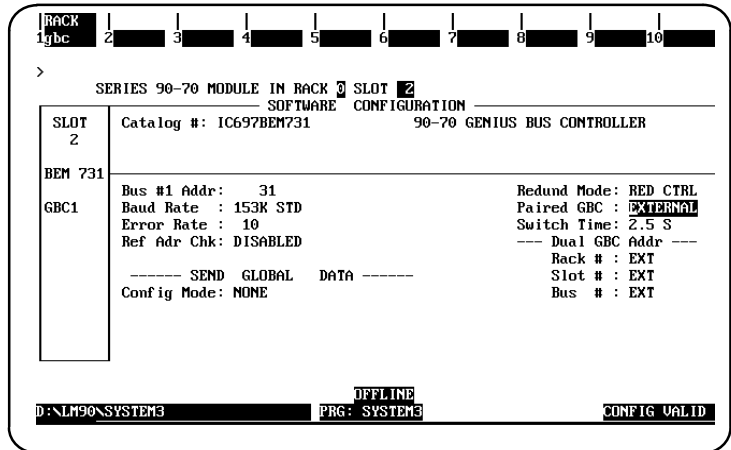 RACK
1gbc 2 3 4 5 6 7 8 9 10
>
SERIES 90-70 MODULE IN RACK 0 SLOT 2
SOFTWARE CONFIGURATION
SLOT Catalog #: IC697BEM731 90-70 GENIUS BUS CONTROLLER
2
BEM 731
Bus #1 Addr: 31 Redund Mode: RED CTRL
GBC1 Baud Rate : 153K STD Paired GBC : EXTERNAL
Error Rate : 10 Switch Time: 2.5 S
Ref Adr Chk: DISABLED --- Dual GBC Addr ---
Rack # : EXT
------ SEND GLOBAL DATA ------ Slot # : EXT
Config Mode: NONE Bus # : EXT
OFFLINE
D:\LM90\SYSTEM3 PRG: SYSTEM3 CONFIG VALID